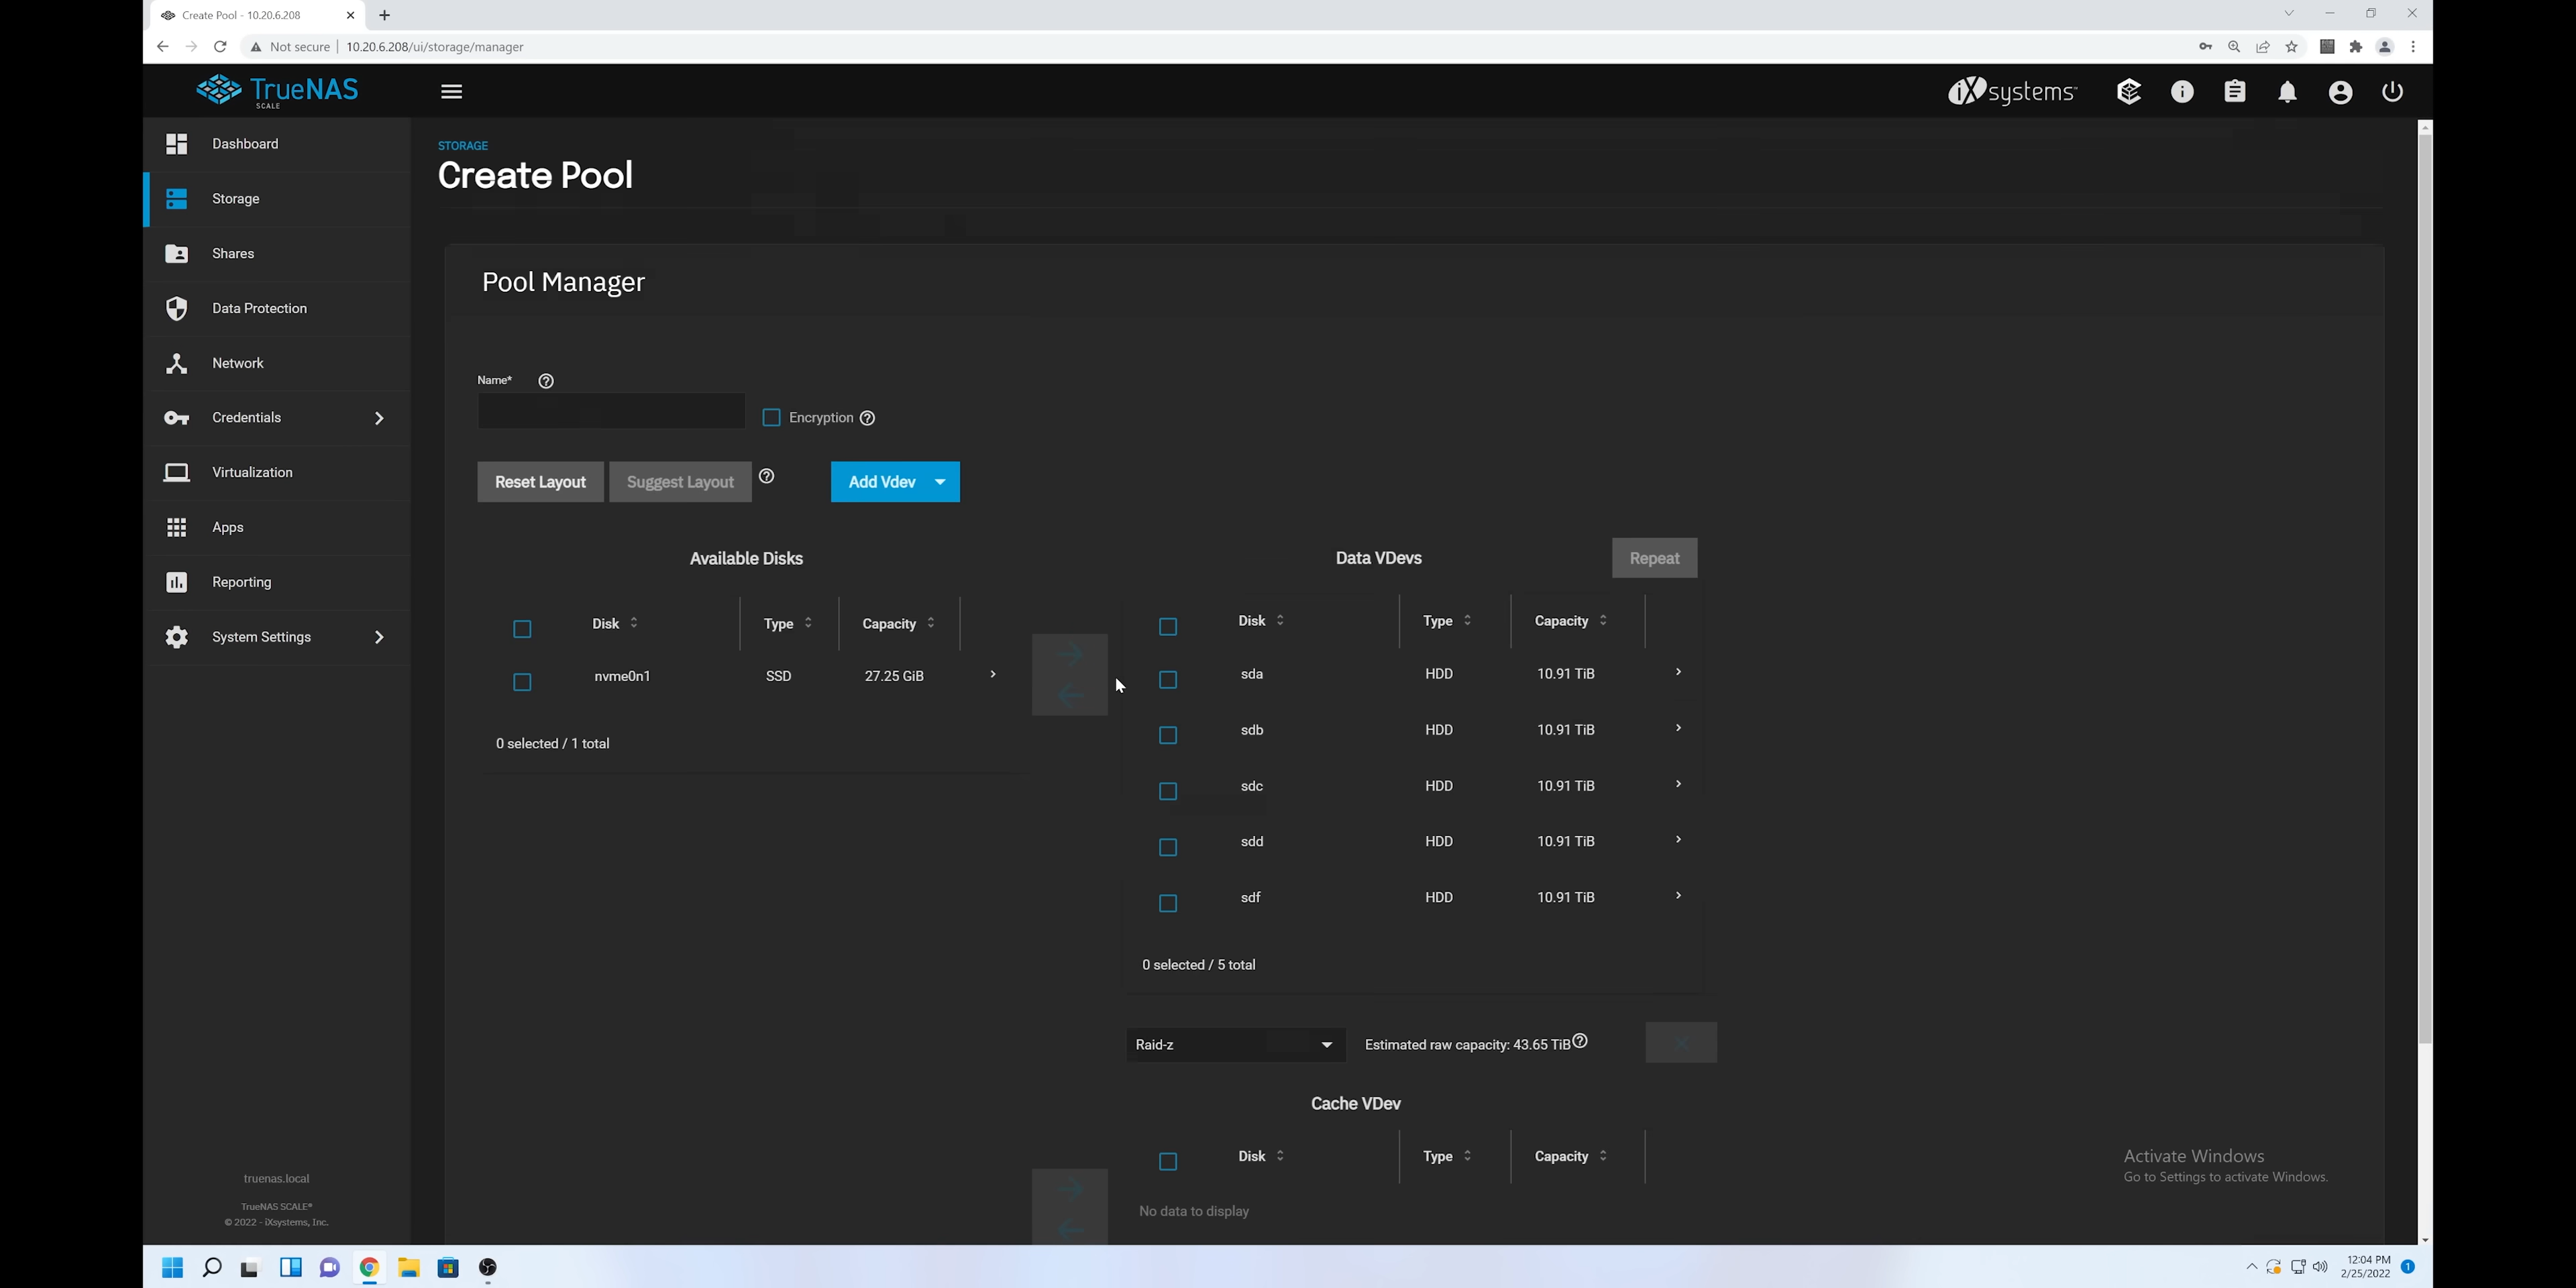 Create Pool - 10.20.6.208
Not secure 10.20.6.208/ui/storage/manager
TrueNAS
SCALE
iXsystems™
Dashboard
Storage
Shares
Data Protection
Network
Credentials
Virtualization
Apps
Reporting
System Settings
truenas.local
TrueNAS SCALE®
© 2022 - iXsystems, Inc.
STORAGE
Create Pool
Pool Manager
Name*
Encryption
Reset Layout Suggest Layout Add Vdev
Available Disks
Disk Type Capacity
nvme0n1 SSD 27.25 GiB
0 selected / 1 total
Data VDevs Repeat
Disk Type Capacity
sda HDD 10.91 TiB
sdb HDD 10.91 TiB
sdc HDD 10.91 TiB
sdd HDD 10.91 TiB
sdf HDD 10.91 TiB
0 selected / 5 total
Raid-z Estimated raw capacity: 43.65 TiB
Cache VDev
Disk Type Capacity
No data to display
Activate Windows
Go to Settings to activate Windows.
12:04 PM
2/25/2022
1